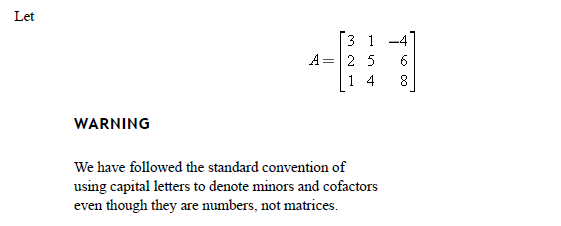 Let
3 1 -4
A = 2 5 6
1 4 8
WARNING
We have followed the standard convention of
using capital letters to denote minors and cofactors
even though they are numbers, not matrices.